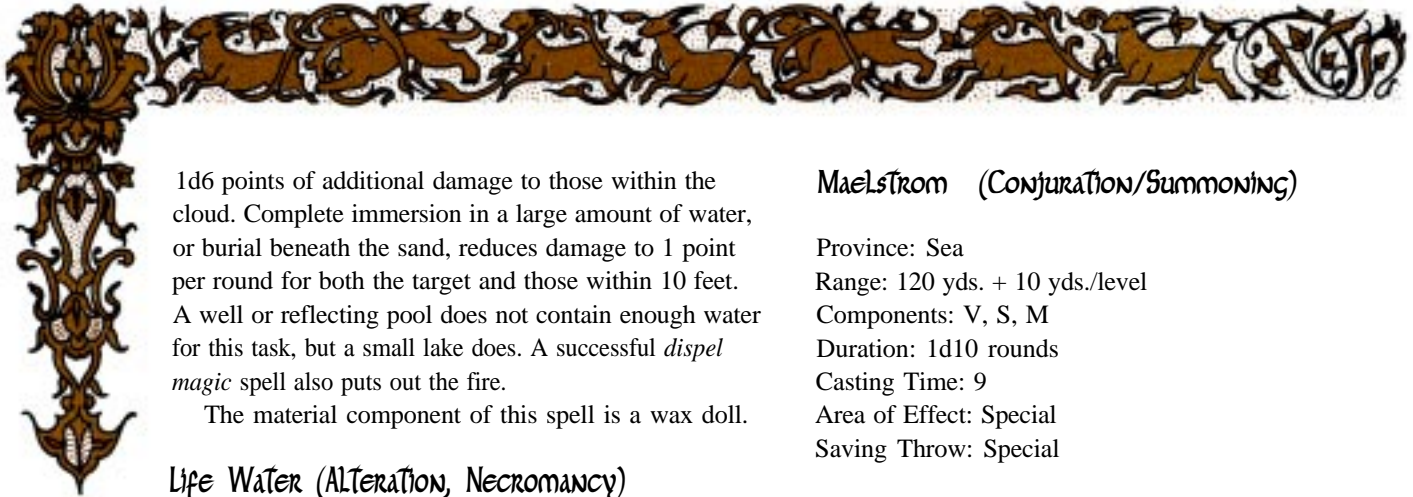 1d6 points of additional damage to those within the
cloud. Complete immersion in a large amount of water,
or burial beneath the sand, reduces damage to 1 point
per round for both the target and those within 10 feet.
A well or reflecting pool does not contain enough water
for this task, but a small lake does. A successful dispel
magic spell also puts out the fire.
The material component of this spell is a wax doll.
Life Water (Alteration, Necromancy)
Maelstrom (Conjuration/Summoning)
Province: Sea
Range: 120 yds. + 10 yds./level
Components: V, S, M
Duration: 1d10 rounds
Casting Time: 9
Area of Effect: Special
Saving Throw: Special